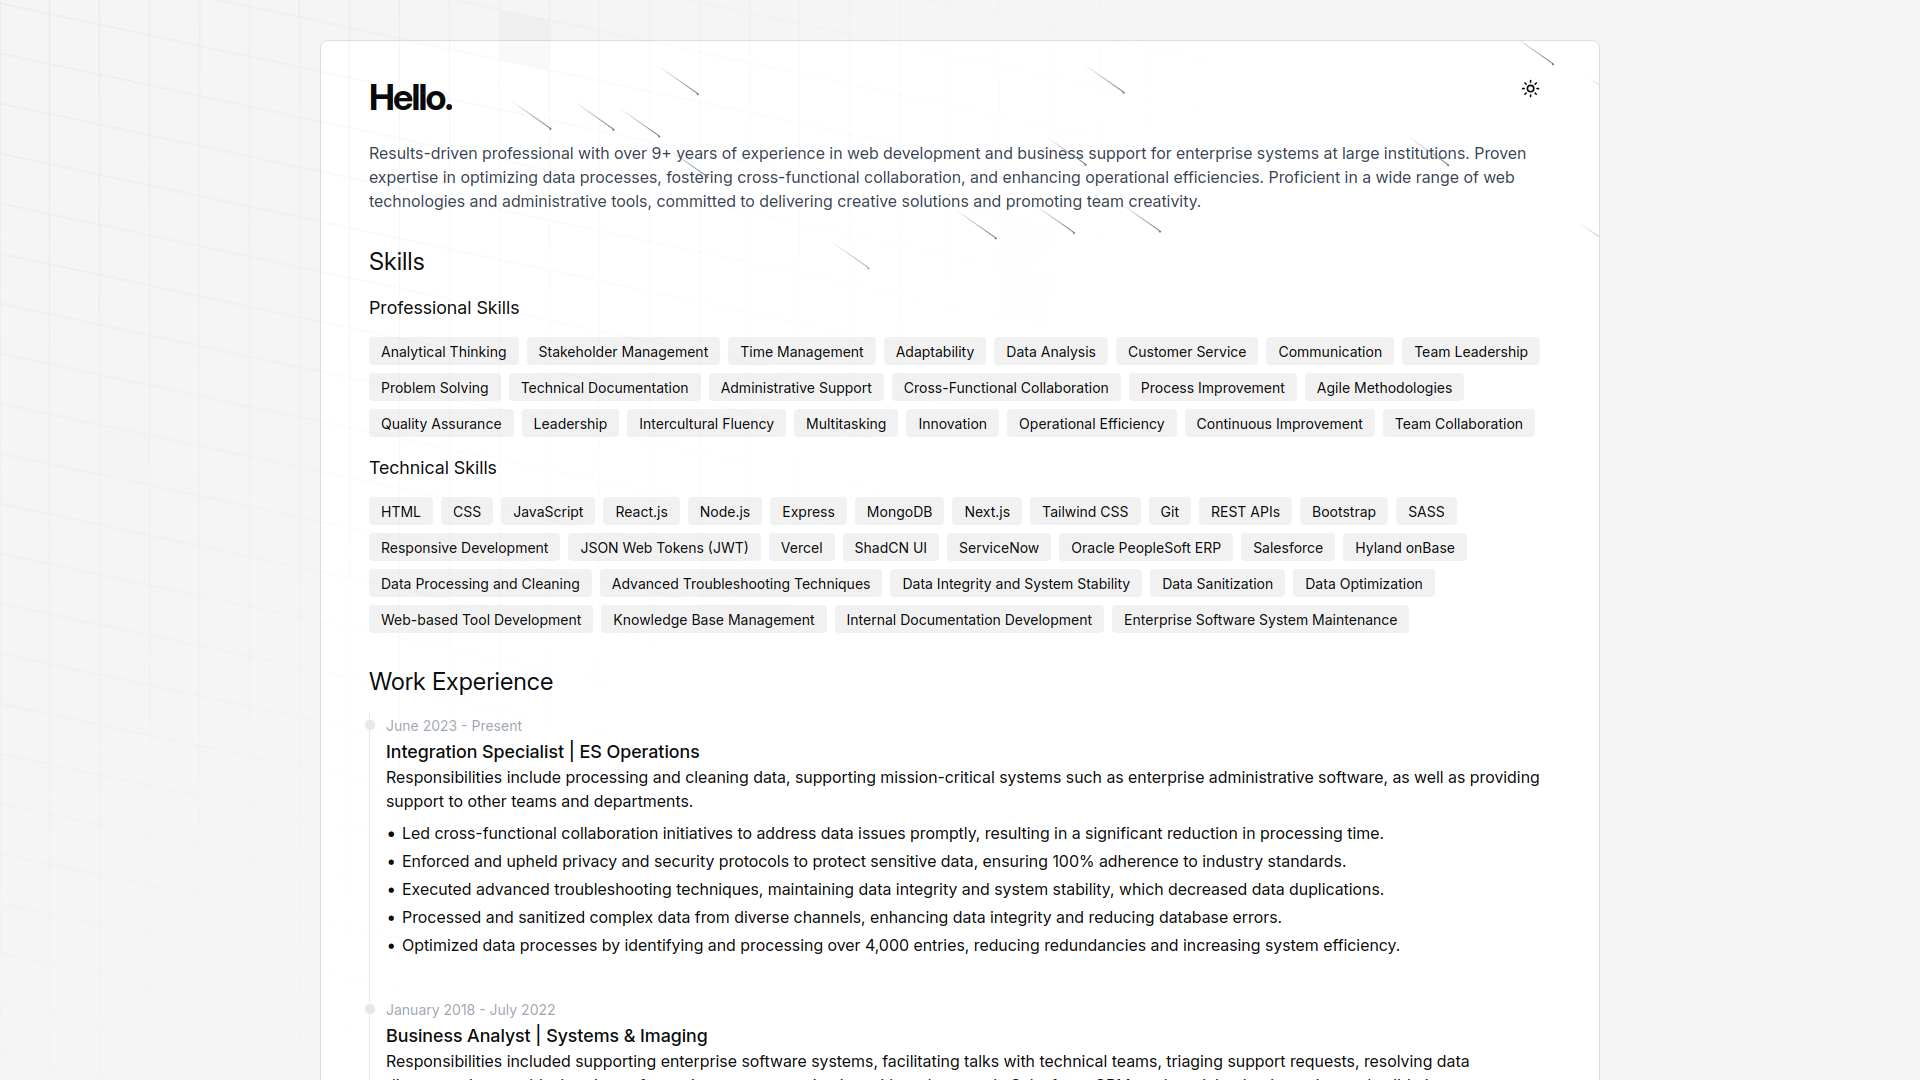 Hello.
Results-driven professional with over 9+ years of experience in web development and business support for enterprise systems at large institutions. Proven
expertise in optimizing data processes, fostering cross-functional collaboration, and enhancing operational efficiencies. Proficient in a wide range of web
technologies and administrative tools, committed to delivering creative solutions and promoting team creativity.
Skills
Professional Skills
Analytical Thinking Stakeholder Management Time Management Adaptability Data Analysis Customer Service Communication Team Leadership
Problem Solving Technical Documentation Administrative Support Cross-Functional Collaboration Process Improvement Agile Methodologies
Quality Assurance Leadership Intercultural Fluency Multitasking Innovation Operational Efficiency Continuous Improvement Team Collaboration
Technical Skills
HTML CSS JavaScript React.js Node.js Express MongoDB Next.js Tailwind CSS Git REST APIs Bootstrap SASS
Responsive Development JSON Web Tokens (JWT) Vercel ShadCN UI ServiceNow Oracle PeopleSoft ERP Salesforce Hyland onBase
Data Processing and Cleaning Advanced Troubleshooting Techniques Data Integrity and System Stability Data Sanitization Data Optimization
Web-based Tool Development Knowledge Base Management Internal Documentation Development Enterprise Software System Maintenance
Work Experience
June 2023 - Present
Integration Specialist | ES Operations
Responsibilities include processing and cleaning data, supporting mission-critical systems such as enterprise administrative software, as well as providing
support to other teams and departments.
• Led cross-functional collaboration initiatives to address data issues promptly, resulting in a significant reduction in processing time.
• Enforced and upheld privacy and security protocols to protect sensitive data, ensuring 100% adherence to industry standards.
• Executed advanced troubleshooting techniques, maintaining data integrity and system stability, which decreased data duplications.
• Processed and sanitized complex data from diverse channels, enhancing data integrity and reducing database errors.
• Optimized data processes by identifying and processing over 4,000 entries, reducing redundancies and increasing system efficiency.
January 2018 - July 2022
Business Analyst | Systems & Imaging
Responsibilities included supporting enterprise software systems, facilitating talks with technical teams, triaging support requests, resolving data